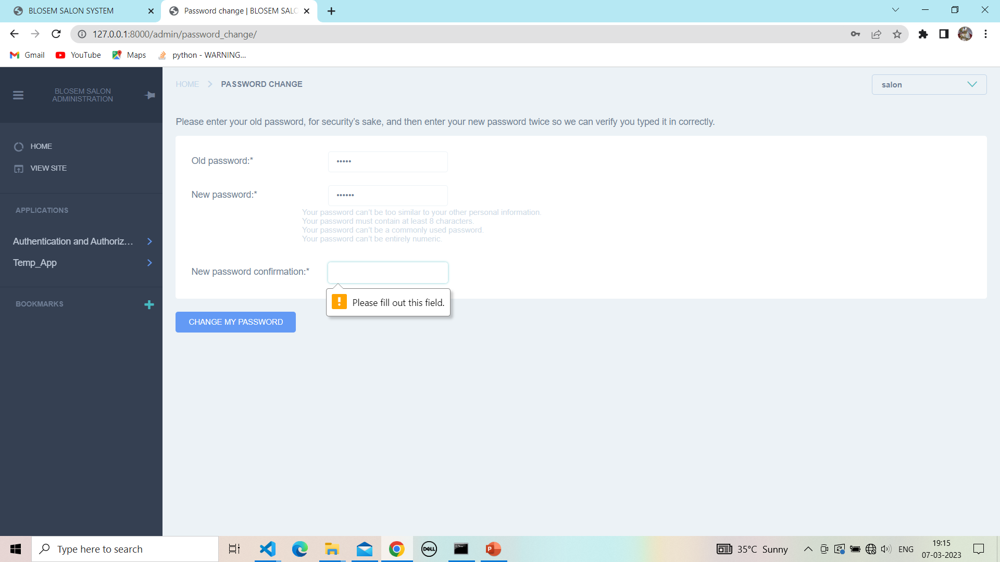 BLOSEM SALON SYSTEM
Password change | BLOSEM SALO
127.0.0.1:8000/admin/password_change/
Gmail
YouTube
Maps
python - WARNING...
BLOSEM SALON
ADMINISTRATION
HOME
PASSWORD CHANGE
salon
HOME
VIEW SITE
APPLICATIONS
Authentication and Authoriz...
Temp_App
BOOKMARKS
Please enter your old password, for security’s sake, and then enter your new password twice so we can verify you typed it in correctly.
Old password:*
•••••
New password:*
••••••
Your password can’t be too similar to your other personal information.
Your password must contain at least 8 characters.
Your password can’t be a commonly used password.
Your password can’t be entirely numeric.
New password confirmation:*
Please fill out this field.
CHANGE MY PASSWORD
Type here to search
DELL
35°C Sunny
ENG
19:15
07-03-2023